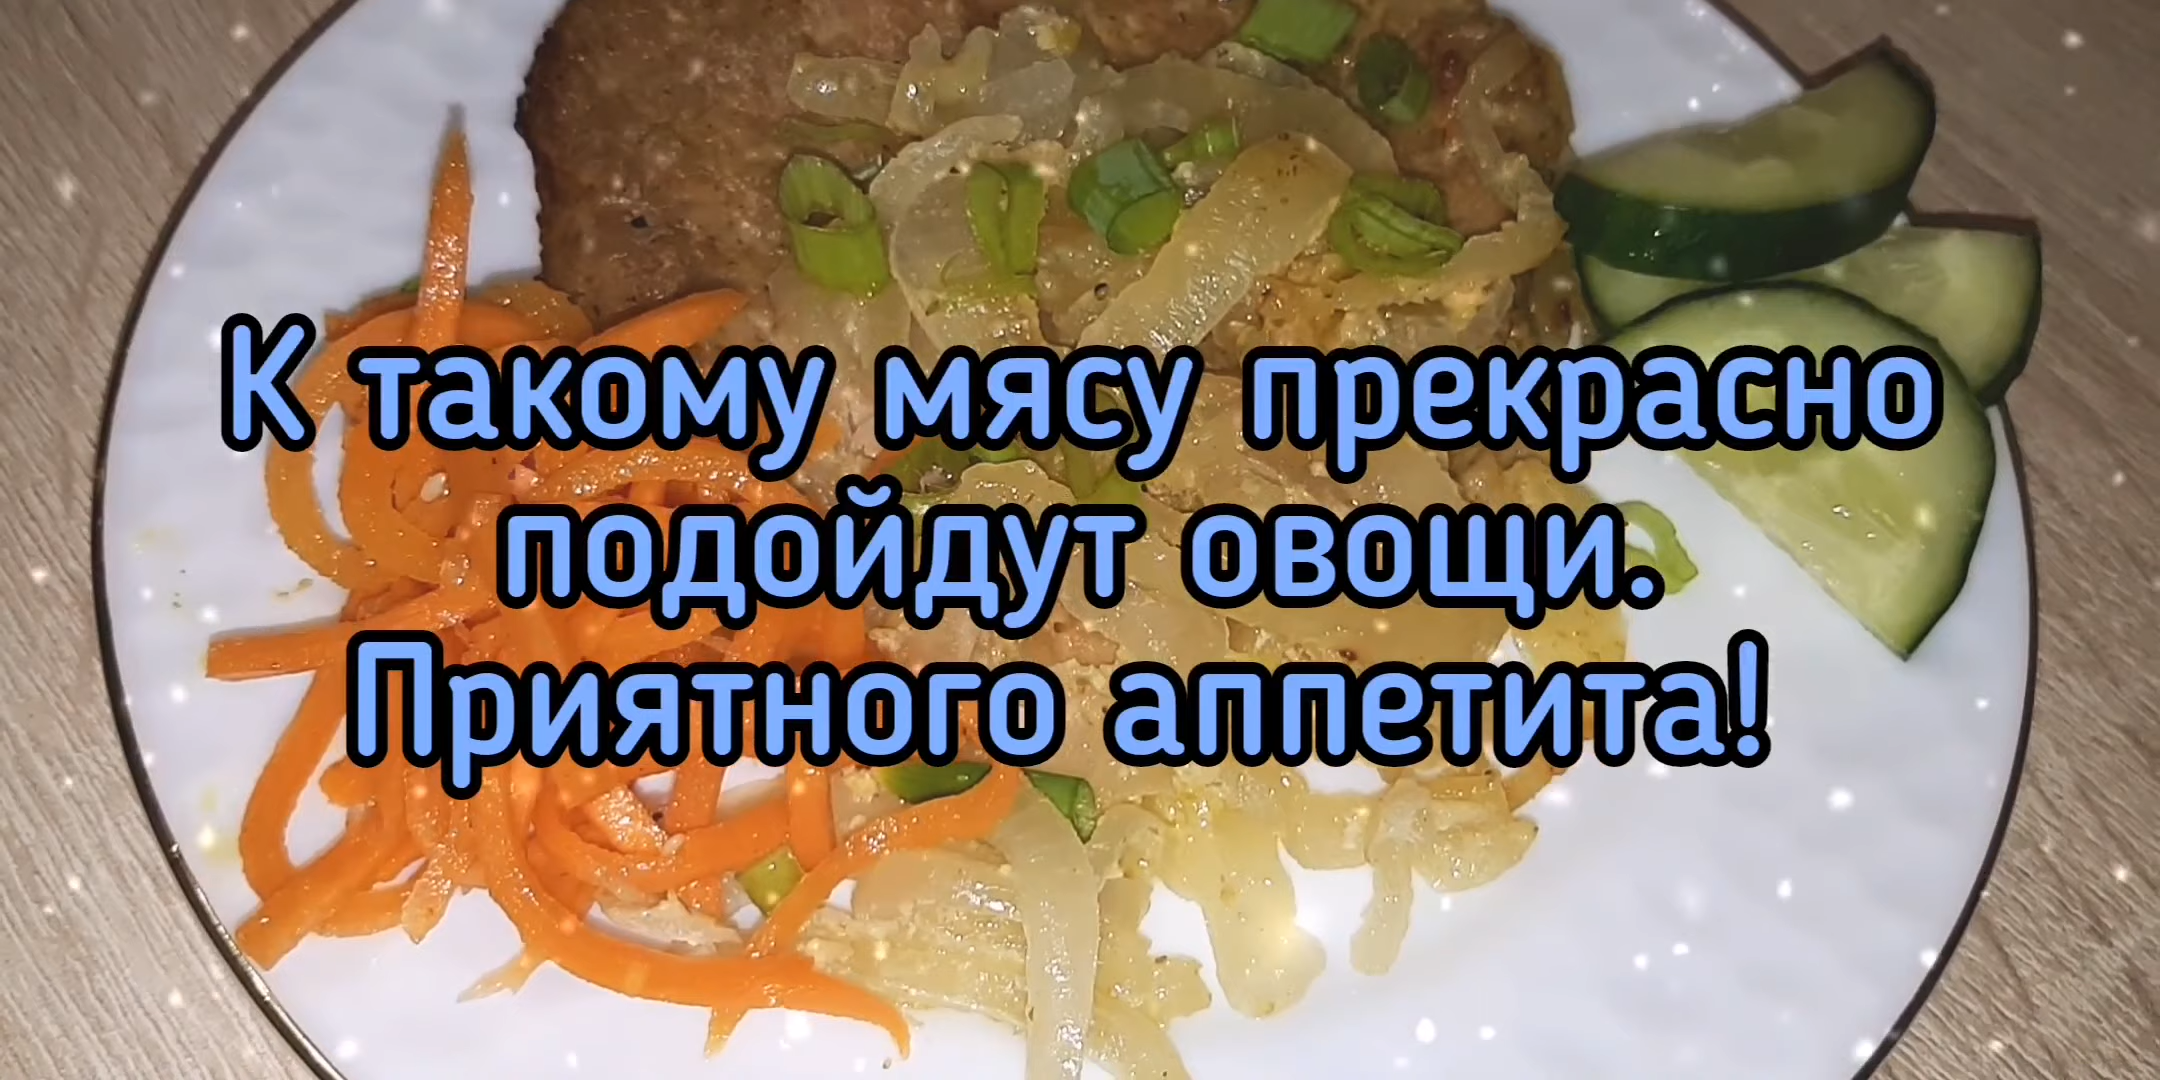 К такому мясу прекрасно
подойдут овощи.
Приятного аппетита!